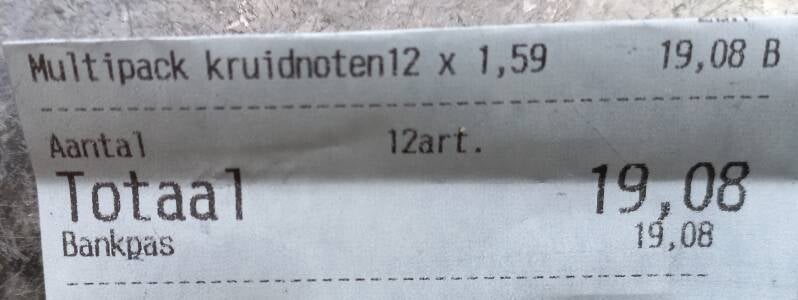 Multipack kruidnoten12 x 1,59 19,08 B
Aantal 12art.
Totaal 19,08
Bankpas 19,08